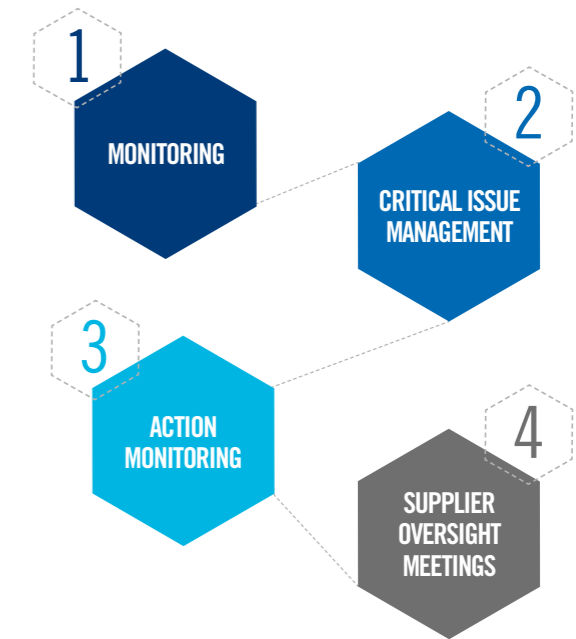 1
MONITORING
2
CRITICAL ISSUE
MANAGEMENT
3
ACTION
MONITORING
4
SUPPLIER
OVERSIGHT
MEETINGS